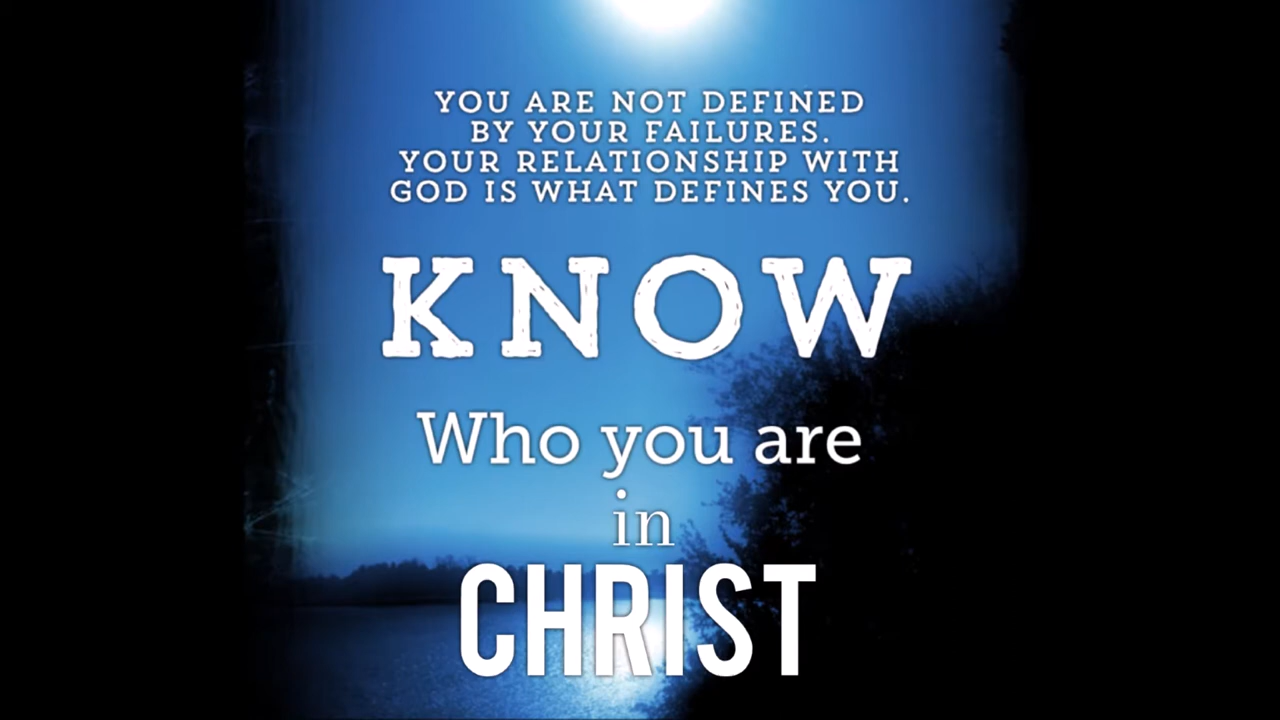 YOU ARE NOT DEFINED
BY YOUR FAILURES.
YOUR RELATIONSHIP WITH
GOD IS WHAT DEFINES YOU.
KNOW
Who you are
in
CHRIST